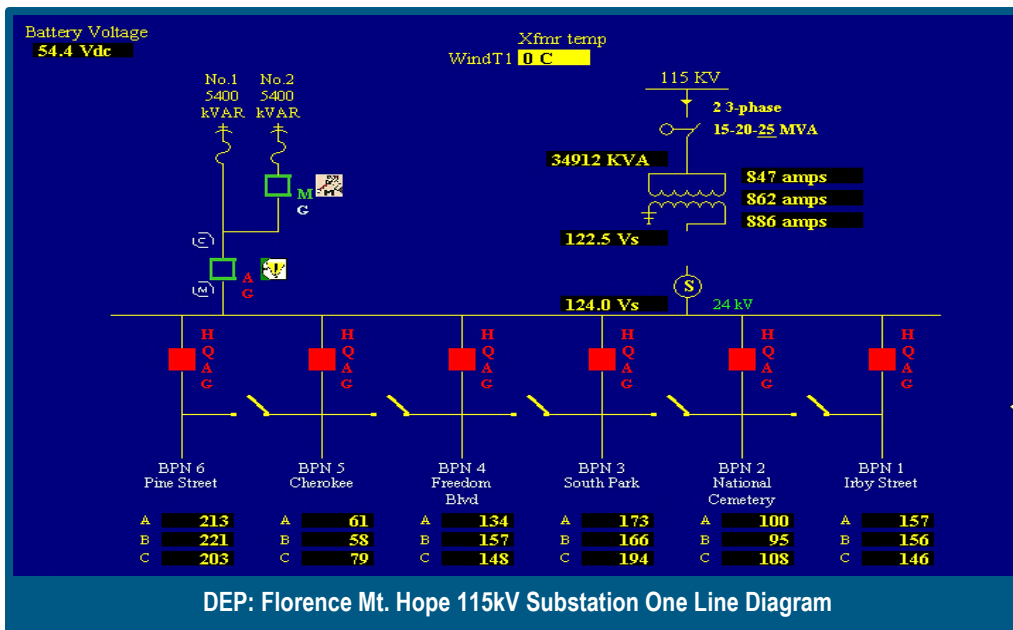 Battery Voltage
54.4 Vdc
Xfmr temp
WindT1 0 C
No.1 No.2
5400 5400
kVAR kVAR
115 KV
2 3-phase
15-20-25 MVA
34912 KVA
847 amps
862 amps
886 amps
M
G
122.5 Vs
C
A
G
M
S
124.0 Vs
24 kV
H H H H H H
Q Q Q Q Q Q
A A A A A A
G G G G G G
BPN 6 BPN 5 BPN 4 BPN 3 BPN 2 BPN 1
Pine Street Cherokee Freedom South Park National Irby Street
Blvd Cemetery
A 213 A 61 A 134 A 173 A 100 A 157
B 221 B 58 B 157 B 166 B 95 B 156
C 203 C 79 C 148 C 194 C 108 C 146
DEP: Florence Mt. Hope 115kV Substation One Line Diagram